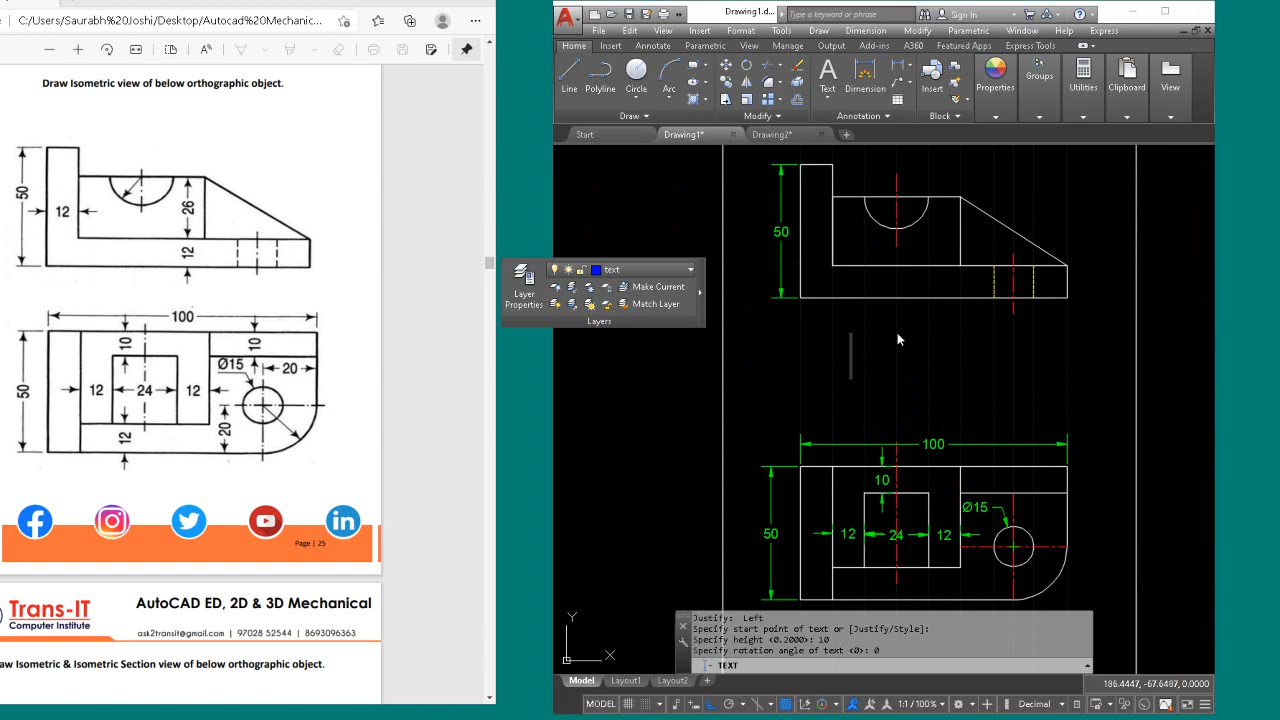 C:/Users/Saurabh%20Joshi/Desktop/Autocad%20Mechanic...
Draw Isometric view of below orthographic object.
50
12
26
12
100
50
10
10
Ø15
20
12
24
12
20
12
Page | 25
Trans-IT
Computer Institute
AutoCAD ED, 2D & 3D Mechanical
ask2transit@gmail.com | 97028 52544 | 8693096363
aw Isometric & Isometric Section view of below orthographic object.
Drawing1.d...
Type a keyword or phrase
Sign In
File Edit View Insert Format Tools Draw Dimension Modify Parametric Window Help Express
Home Insert Annotate Parametric View Manage Output Add-ins A360 Featured Apps Express Tools
Line Polyline Circle Arc Text Dimension Insert Properties Groups Utilities Clipboard View
Draw Modify Annotation Block
Start Drawing1* Drawing2*
50
text
Layer Properties
Make Current
Match Layer
Layers
100
10
50
12
24
12
Ø15
Y
X
Justify: Left
Specify start point of text or [Justify/Style]:
Specify height <0.2000>: 10
Specify rotation angle of text <0>: 0
TEXT
Model Layout1 Layout2
186.4447, -67.6487, 0.0000
MODEL 1:1 / 100% Decimal